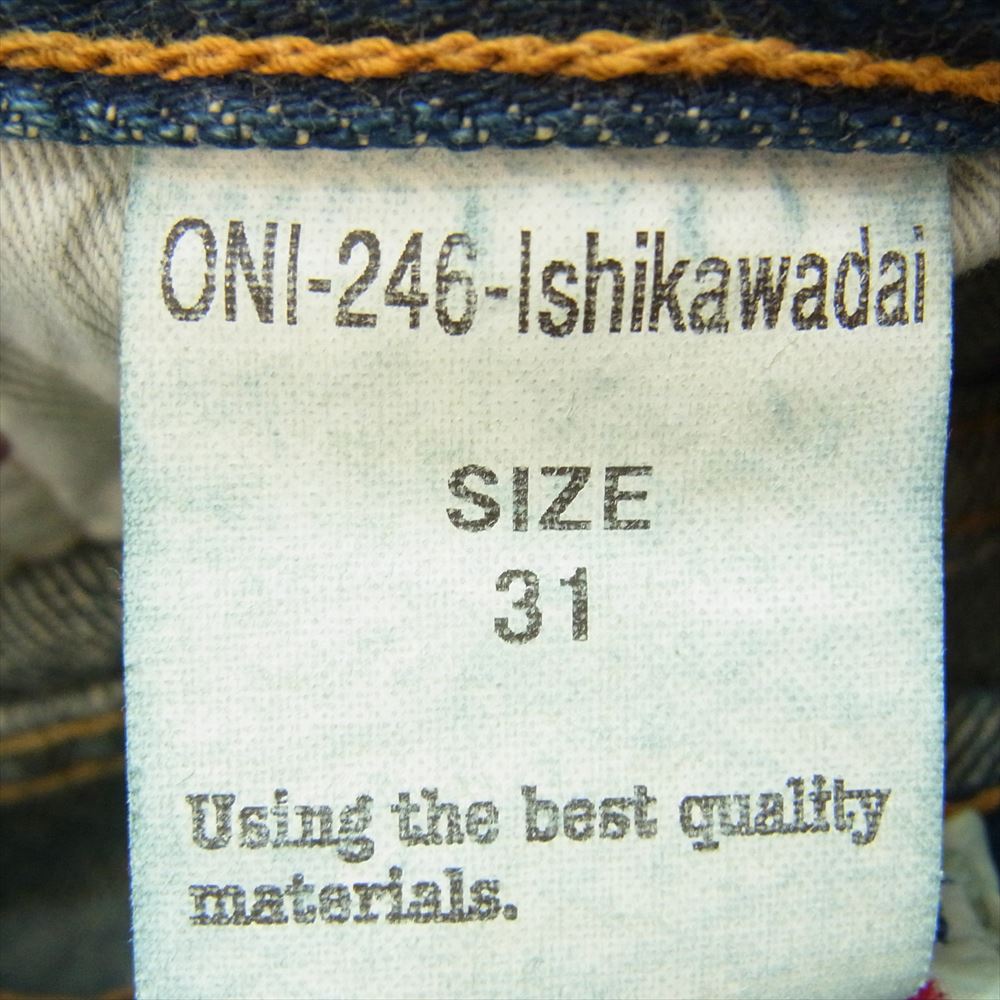 ONI-246-Ishikawadai
SIZE
31
Using the best quality
materials.